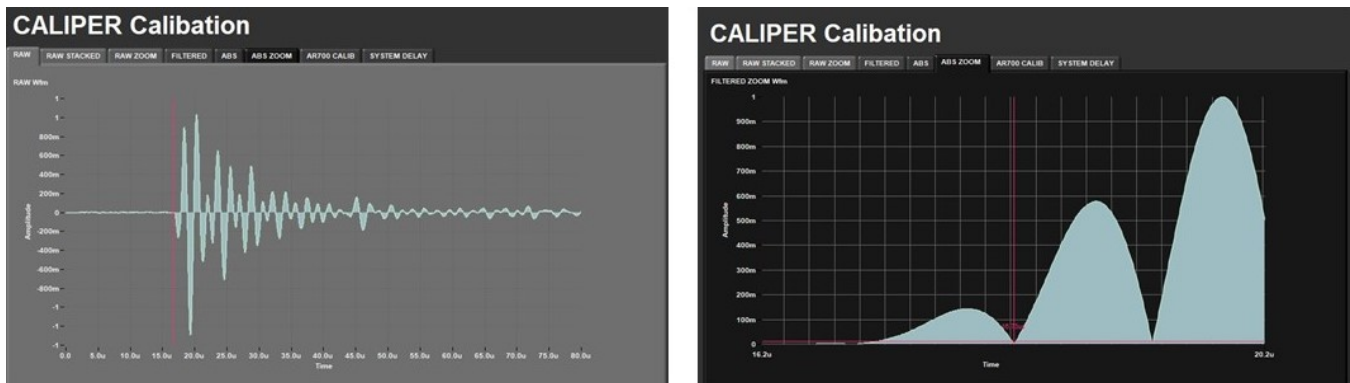 CALIPER Calibation
RAW RAW STACKED RAW ZOOM FILTERED ABS ABS ZOOM AR700 CALIB SYSTEM DELAY
RAW Wfm
1
1
800m
600m
400m
200m
0
-200m
-400m
-600m
-800m
-1
-1
-1
Amplitude
0.0 5.0u 10.0u 15.0u 20.0u 25.0u 30.0u 35.0u 40.0u 45.0u 50.0u 55.0u 60.0u 65.0u 70.0u 75.0u 80.0u
Time
CALIPER Calibation
RAW RAW STACKED RAW ZOOM FILTERED ABS ABS ZOOM AR700 CALIB SYSTEM DELAY
FILTERED ZOOM Wfm
1
900m
800m
700m
600m
500m
400m
300m
200m
100m
0
Amplitude
16.2u 20.2u
Time